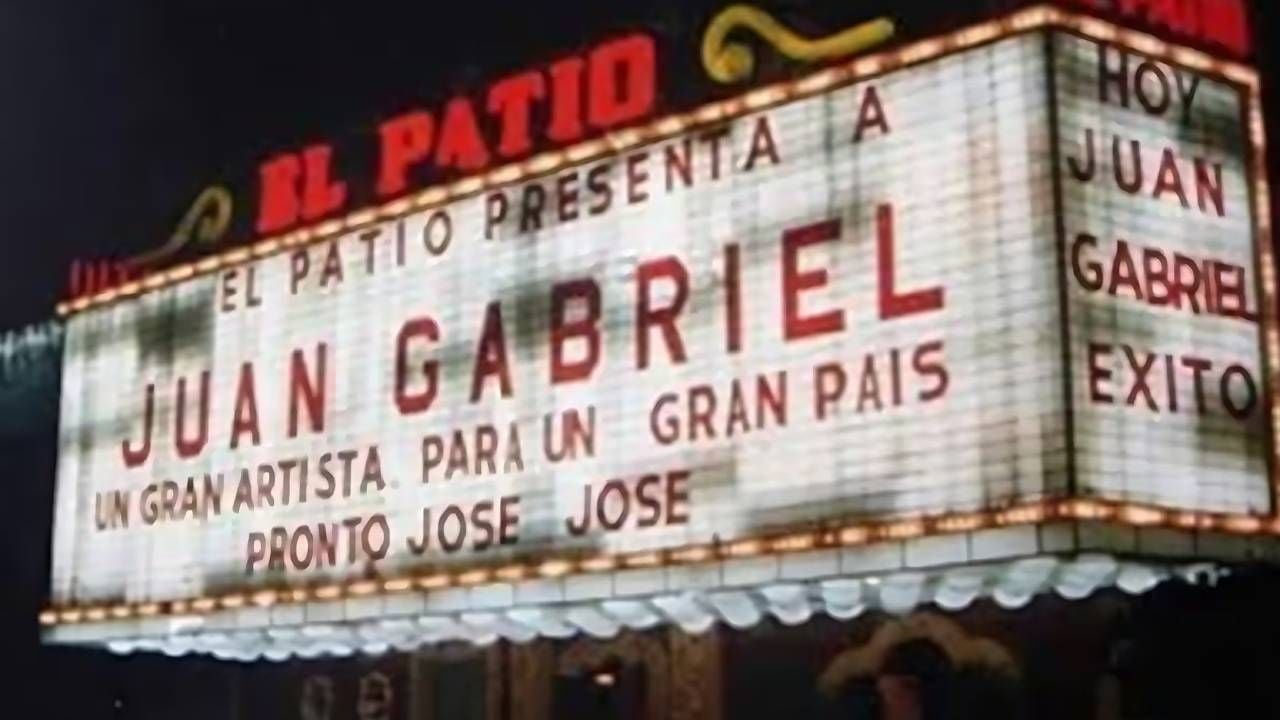 EL PATIO
EL PATIO PRESENTA A
JUAN GABRIEL
UN GRAN ARTISTA PARA UN GRAN PAIS
PRONTO JOSE JOSE
HOY
JUAN
GABRIEL
EXITO